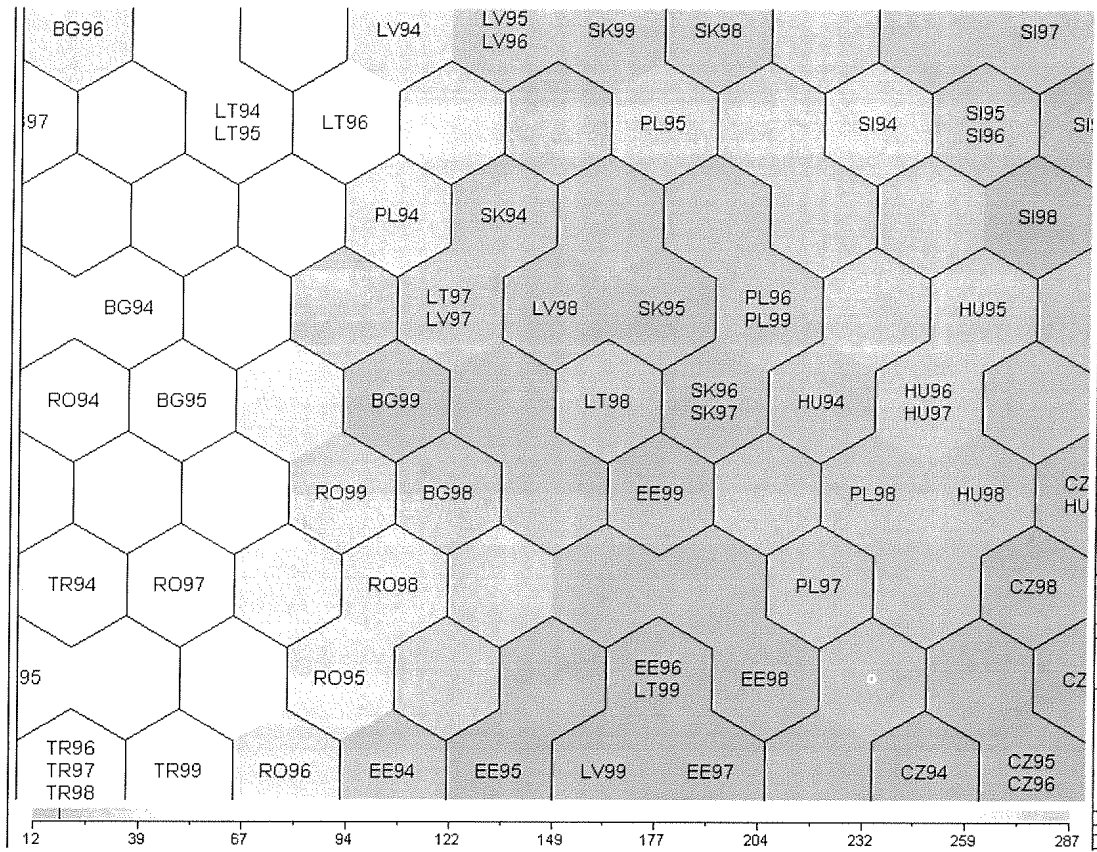 BG96 LV94 LV95 SK99 SK98 SI97
LV96
97 LT94 LT96 PL95 SI94 SI95
LT95 SI96
PL94 SK94 SI98
BG94 LT97 LV98 SK95 PL96 HU95
LV97 PL99
RO94 BG95 BG99 LT98 SK96 HU94 HU96
SK97 HU97
RO99 BG98 EE99 PL98 HU98 CZ
HU
TR94 RO97 RO98 PL97 CZ98
95 RO95 EE96 EE98 CZ
LT99
TR96
TR97 TR99 RO96 EE94 EE95 LV99 EE97 CZ94 CZ95
TR98 CZ96
12 39 67 94 122 149 177 204 232 259 287